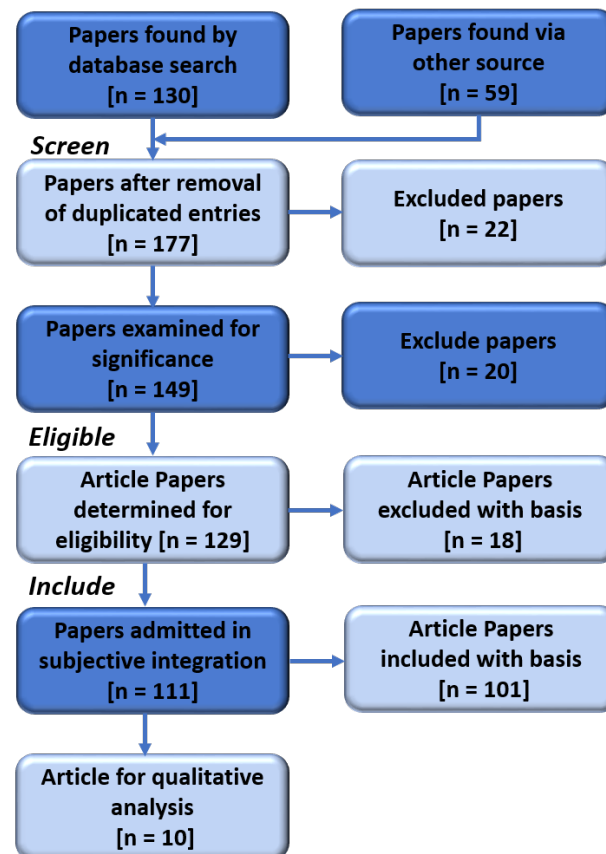 Papers found by
database search
[n = 130]
Papers found via
other source
[n = 59]
Screen
Papers after removal
of duplicated entries
[n = 177]
Excluded papers
[n = 22]
Papers examined for
significance
[n = 149]
Exclude papers
[n = 20]
Eligible
Article Papers
determined for
eligibility [n = 129]
Article Papers
excluded with basis
[n = 18]
Include
Papers admitted in
subjective integration
[n = 111]
Article Papers
included with basis
[n = 101]
Article for qualitative
analysis
[n = 10]